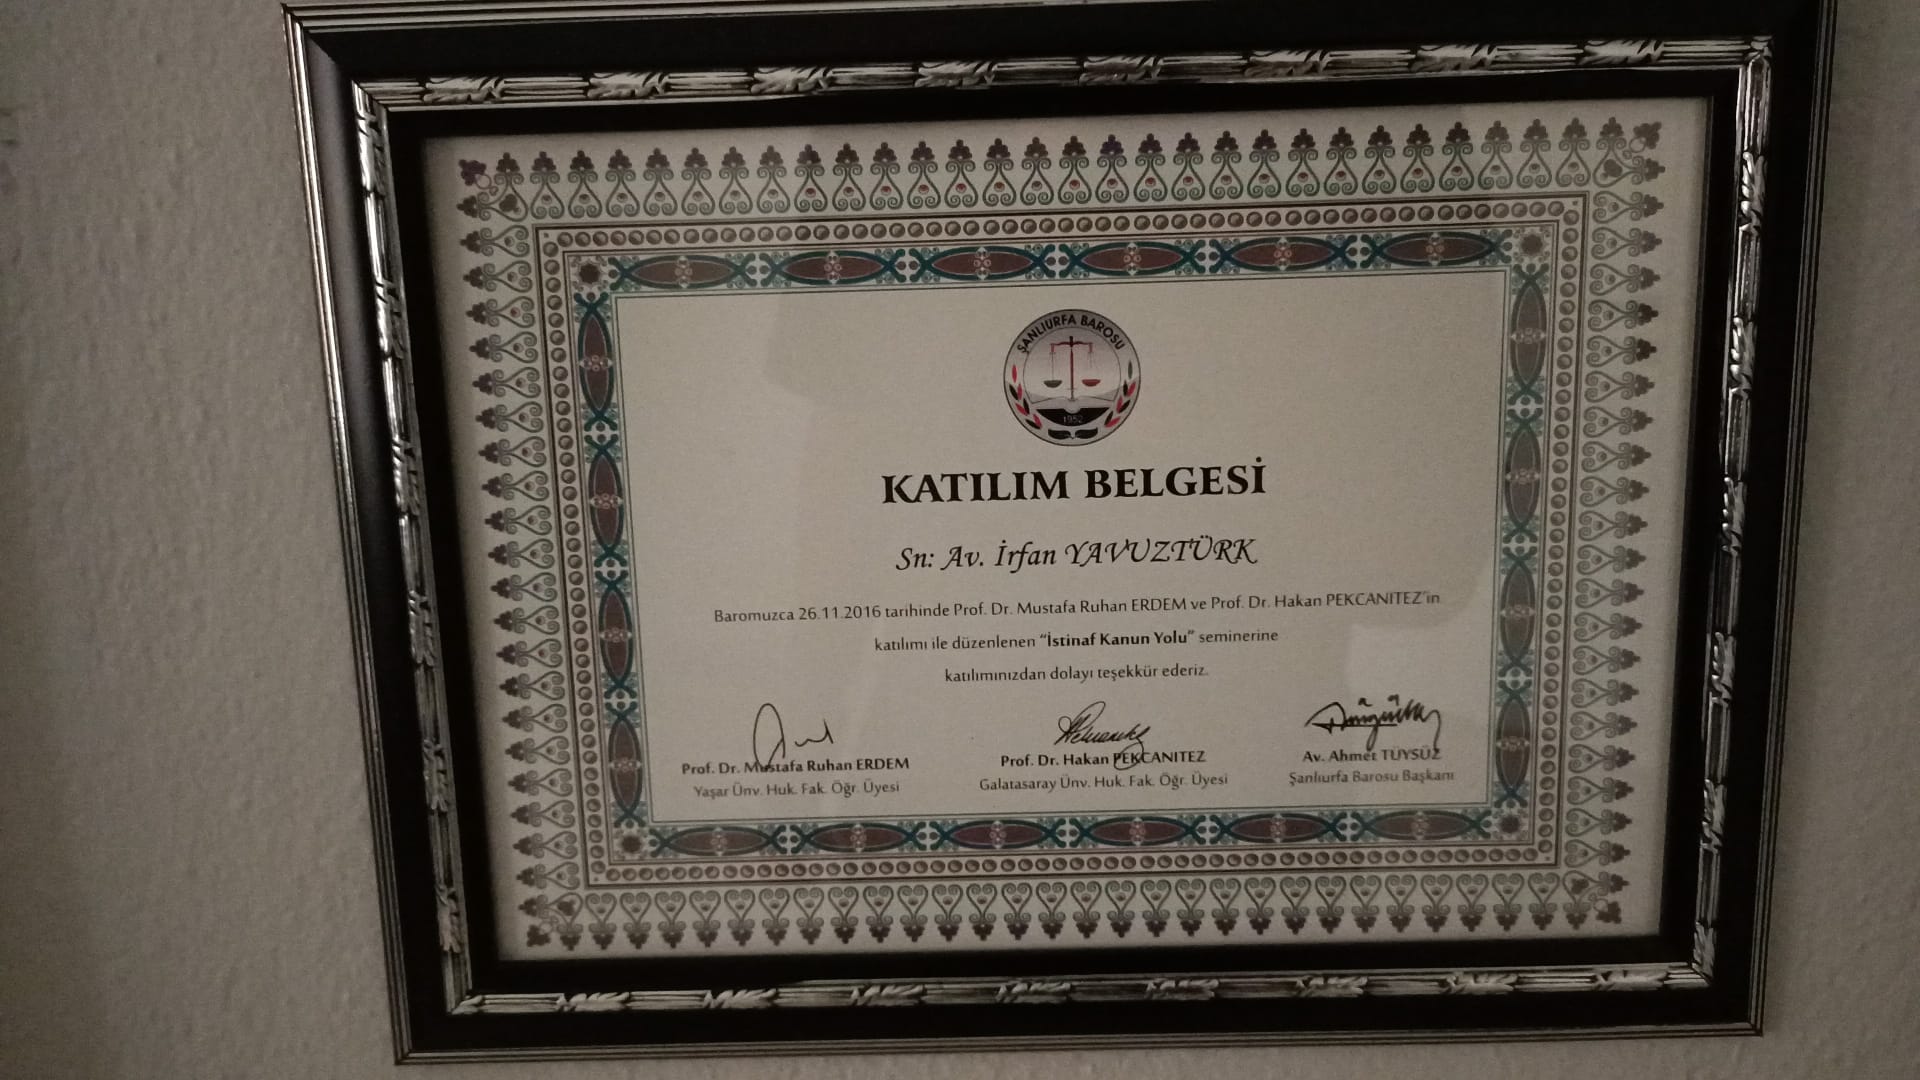 ŞANLIURFA BAROSU
1952
KATILIM BELGESİ
Sn: Av. İrfan YAVUZTÜRK
Baromuzca 26.11.2016 tarihinde Prof. Dr. Mustafa Ruhan ERDEM ve Prof. Dr. Hakan PEKCANITEZ'in
katılımı ile düzenlenen “İstinaf Kanun Yolu” seminerine
katılımınızdan dolayı teşekkür ederiz.
Prof. Dr. Mustafa Ruhan ERDEM
Yaşar Ünv. Huk. Fak. Öğr. Üyesi
Prof. Dr. Hakan PEKCANITEZ
Galatasaray Ünv. Huk. Fak. Öğr. Üyesi
Av. Ahmet TÜYSÜZ
Şanlıurfa Barosu Başkanı